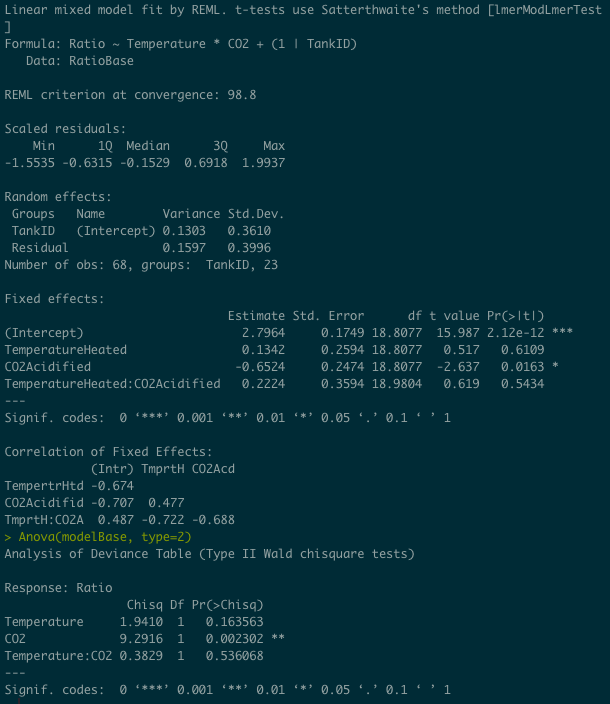 Linear mixed model fit by REML. t-tests use Satterthwaite's method [lmerModLmerTest
]
Formula: Ratio ~ Temperature * CO2 + (1 | TankID)
   Data: RatioBase

REML criterion at convergence: 98.8

Scaled residuals:
    Min      1Q  Median      3Q     Max
-1.5535 -0.6315 -0.1529  0.6918  1.9937

Random effects:
 Groups   Name        Variance Std.Dev.
 TankID   (Intercept) 0.1303   0.3610
 Residual             0.1597   0.3996
Number of obs: 68, groups:  TankID, 23

Fixed effects:
                              Estimate Std. Error      df t value Pr(>|t|)
(Intercept)                     2.7964     0.1749 18.8077  15.987 2.12e-12 ***
TemperatureHeated               0.1342     0.2594 18.8077   0.517   0.6109
CO2Acidified                   -0.6524     0.2474 18.8077  -2.637   0.0163 *
TemperatureHeated:CO2Acidified  0.2224     0.3594 18.9804   0.619   0.5434
---
Signif. codes:  0 ‘***’ 0.001 ‘**’ 0.01 ‘*’ 0.05 ‘.’ 0.1 ‘ ’ 1

Correlation of Fixed Effects:
            (Intr) TmprtH CO2Acd
TempertrHtd -0.674
CO2Acidifid -0.707  0.477
TmprtH:CO2A  0.487 -0.722 -0.688
> Anova(modelBase, type=2)
Analysis of Deviance Table (Type II Wald chisquare tests)

Response: Ratio
                 Chisq Df Pr(>Chisq)
Temperature     1.9410  1   0.163563
CO2             9.2916  1   0.002302 **
Temperature:CO2 0.3829  1   0.536068
---
Signif. codes:  0 ‘***’ 0.001 ‘**’ 0.01 ‘*’ 0.05 ‘.’ 0.1 ‘ ’ 1